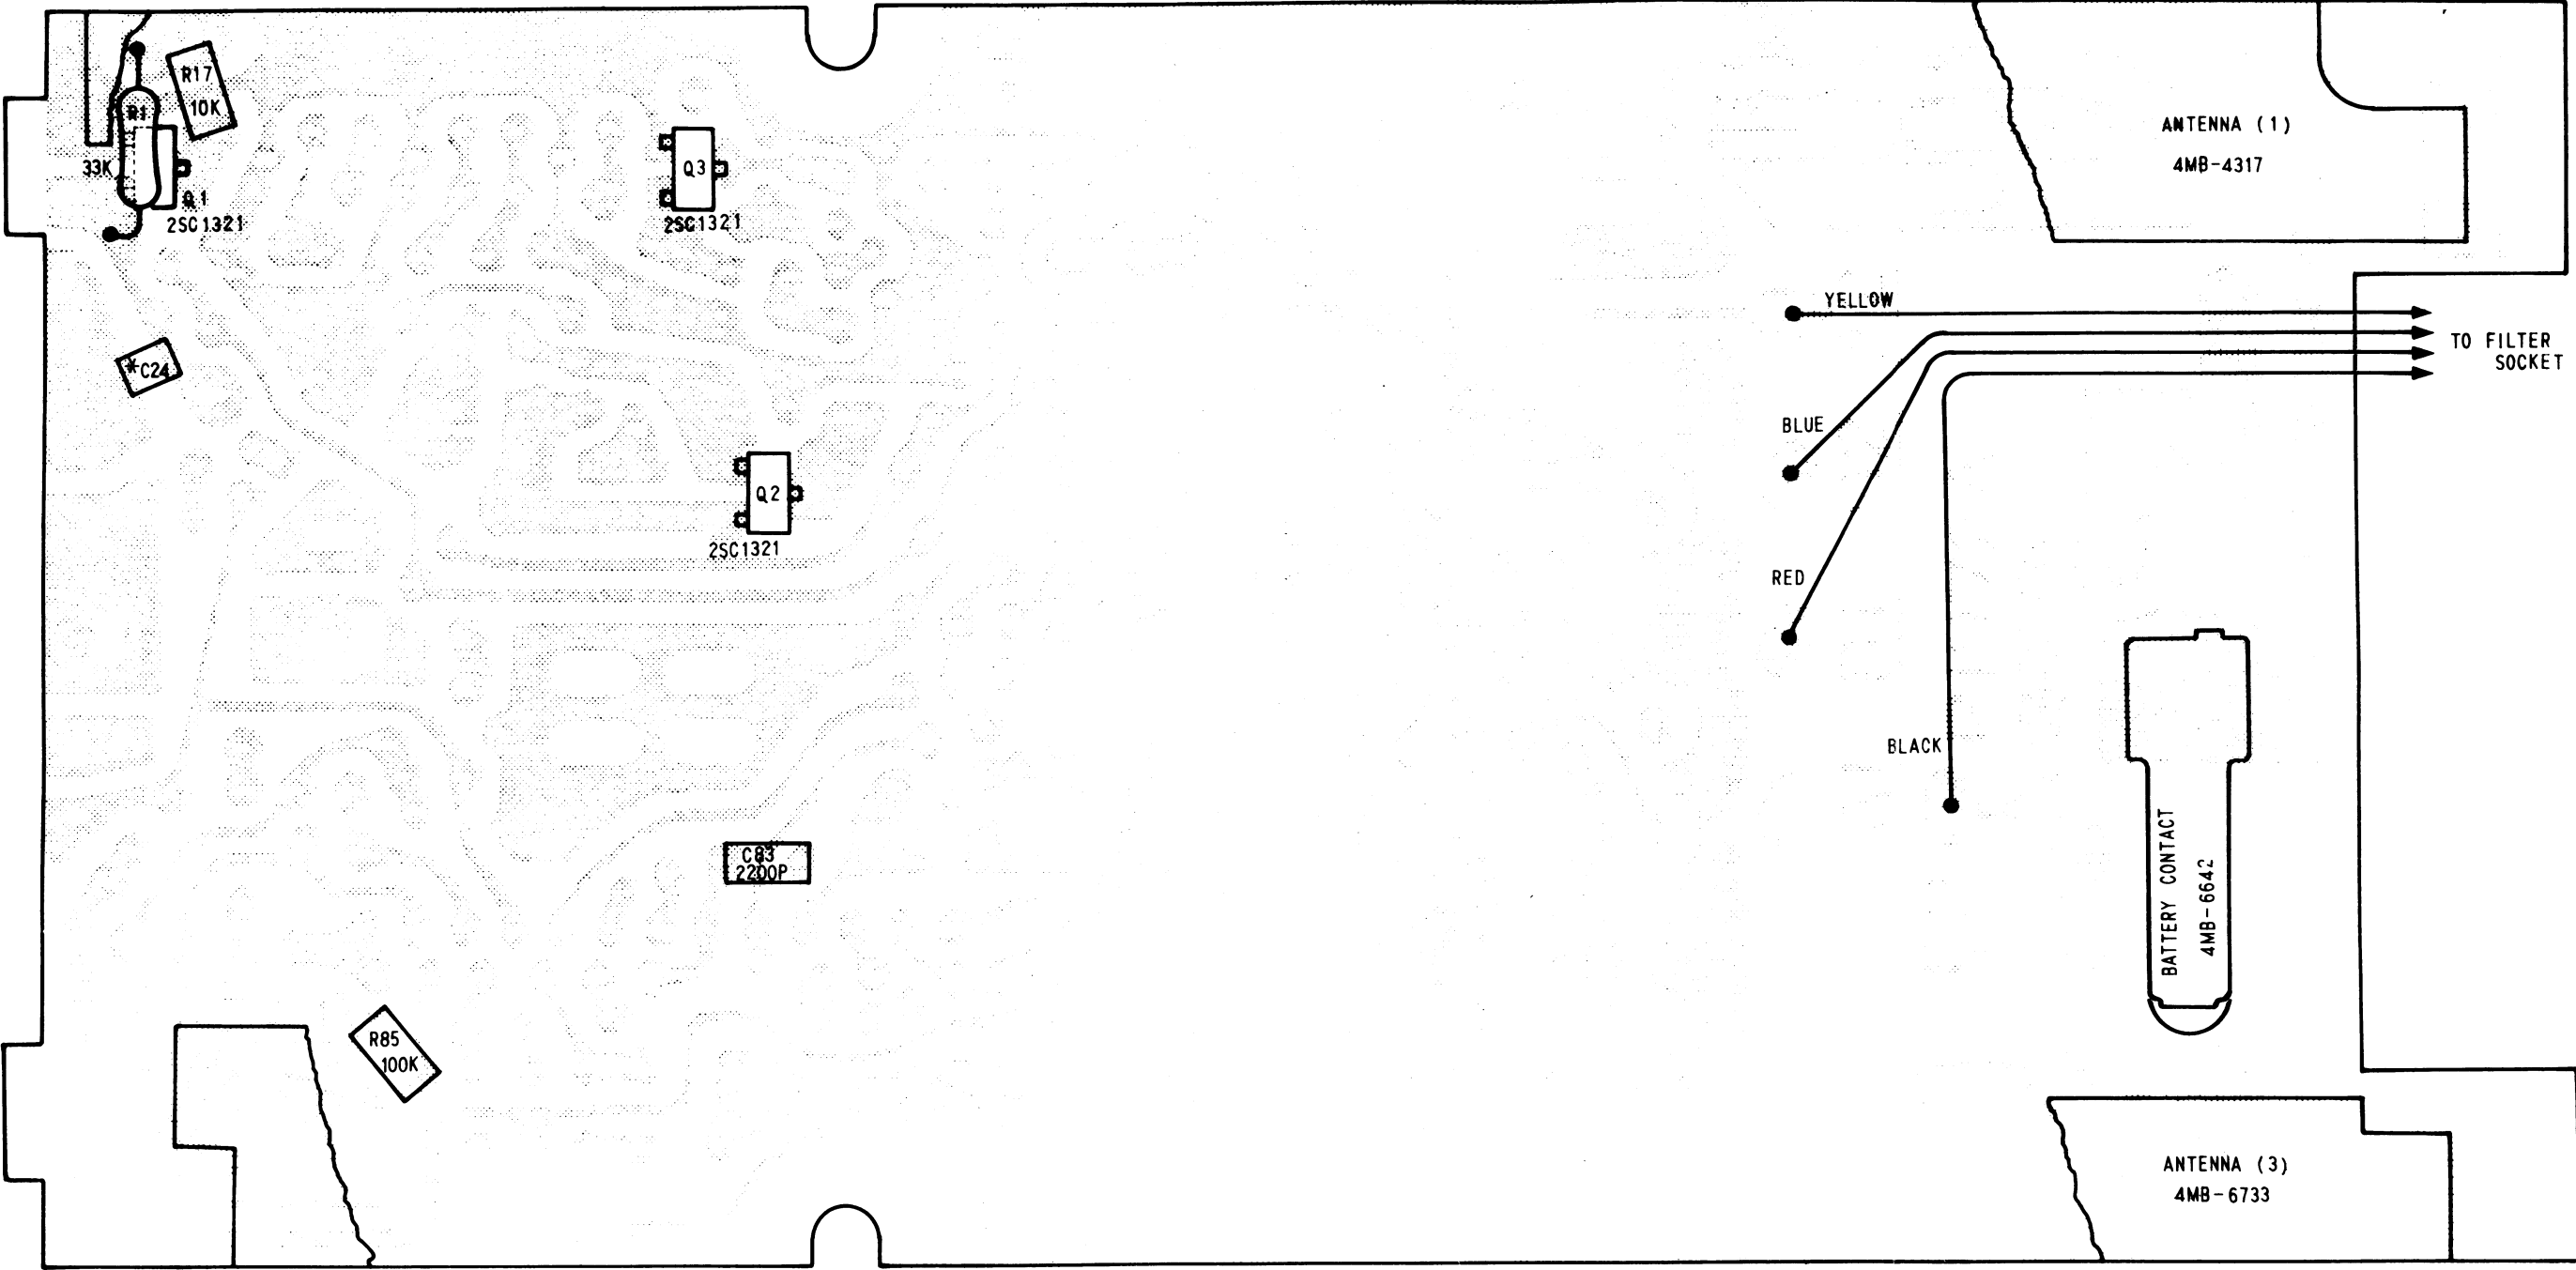 R17
10K
R1
33K
Q1
2SC1321
Q3
2SC1321
ANTENNA (1)
4MB-4317
YELLOW
TO FILTER
SOCKET
*C24
BLUE
Q2
2SC1321
RED
BLACK
C83
2200P
BATTERY CONTACT
4MB-6642
R85
100K
ANTENNA (3)
4MB-6733